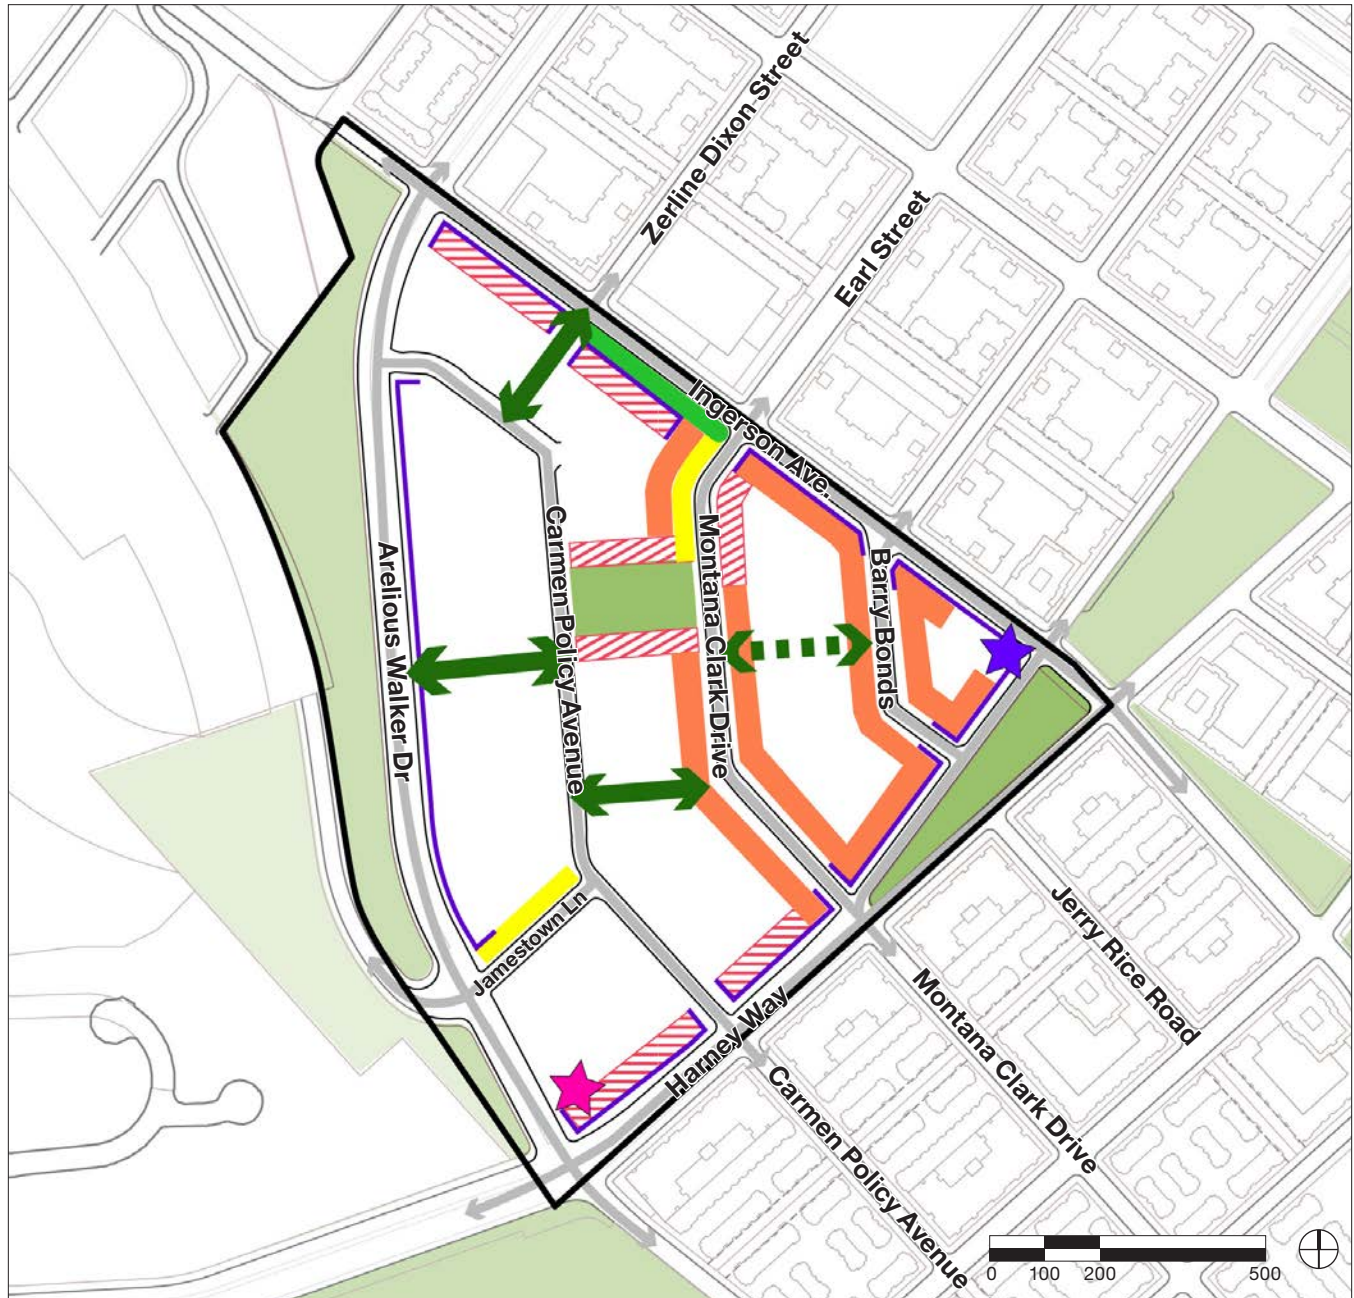 Zerline Dixon Street
Earl Street
Ingerson Ave.
Carmen Policy Avenue
Montana Clark Drive
Barry Bonds
Arelious Walker Dr
Jamestown Ln
Harney Way
Jerry Rice Road
Montana Clark Drive
Carmen Policy Avenue
0 100 200 500